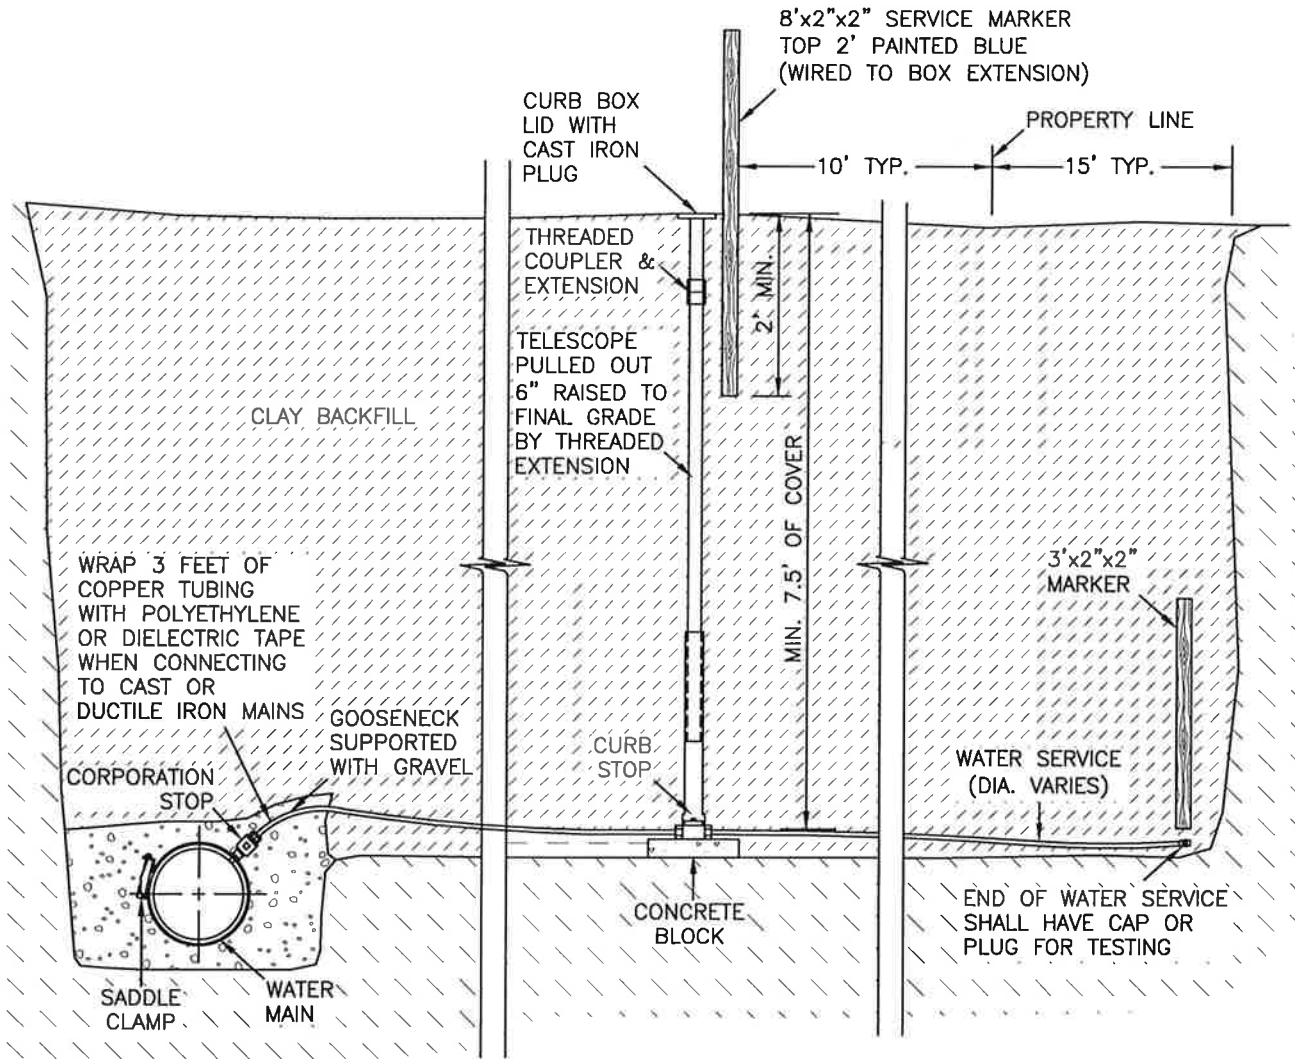 8'x2"x2" SERVICE MARKER
TOP 2' PAINTED BLUE
(WIRED TO BOX EXTENSION)
CURB BOX
LID WITH
CAST IRON
PLUG
PROPERTY LINE
10' TYP.
15' TYP.
THREADED
COUPLER &
EXTENSION
2' MIN.
TELESCOPE
PULLED OUT
6" RAISED TO
FINAL GRADE
BY THREADED
EXTENSION
CLAY BACKFILL
MIN. 7.5' OF COVER
WRAP 3 FEET OF
COPPER TUBING
WITH POLYETHYLENE
OR DIELECTRIC TAPE
WHEN CONNECTING
TO CAST OR
DUCTILE IRON MAINS
3'x2"x2"
MARKER
GOOSENECK
SUPPORTED
WITH GRAVEL
CURB
STOP
WATER SERVICE
(DIA. VARIES)
CORPORATION
STOP
CONCRETE
BLOCK
END OF WATER SERVICE
SHALL HAVE CAP OR
PLUG FOR TESTING
SADDLE
CLAMP
WATER
MAIN